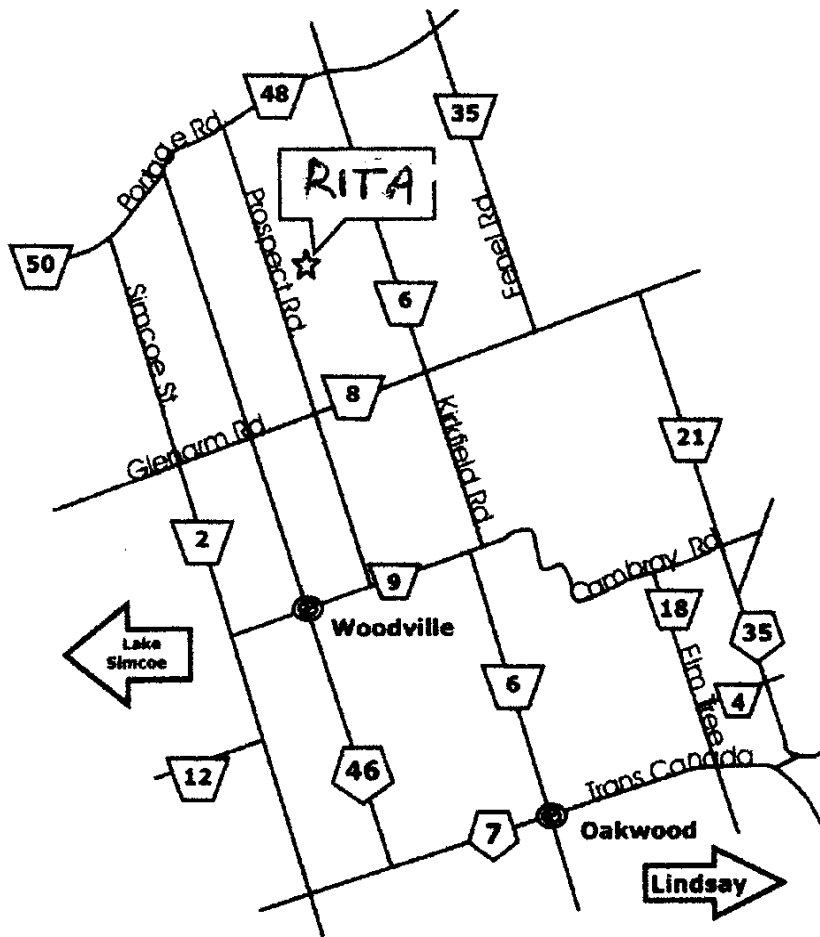 48
35
Portage Rd
RITA
Prospect Rd.
50
Fenel Rd
6
Simcoe St
8
Kirkfield Rd.
Glenarm Rd
21
2
9
Cambray Rd
Woodville
18
35
Lake
Simcoe
6
Elm Tree
4
12
46
Trans Canada
7
Oakwood
Lindsay